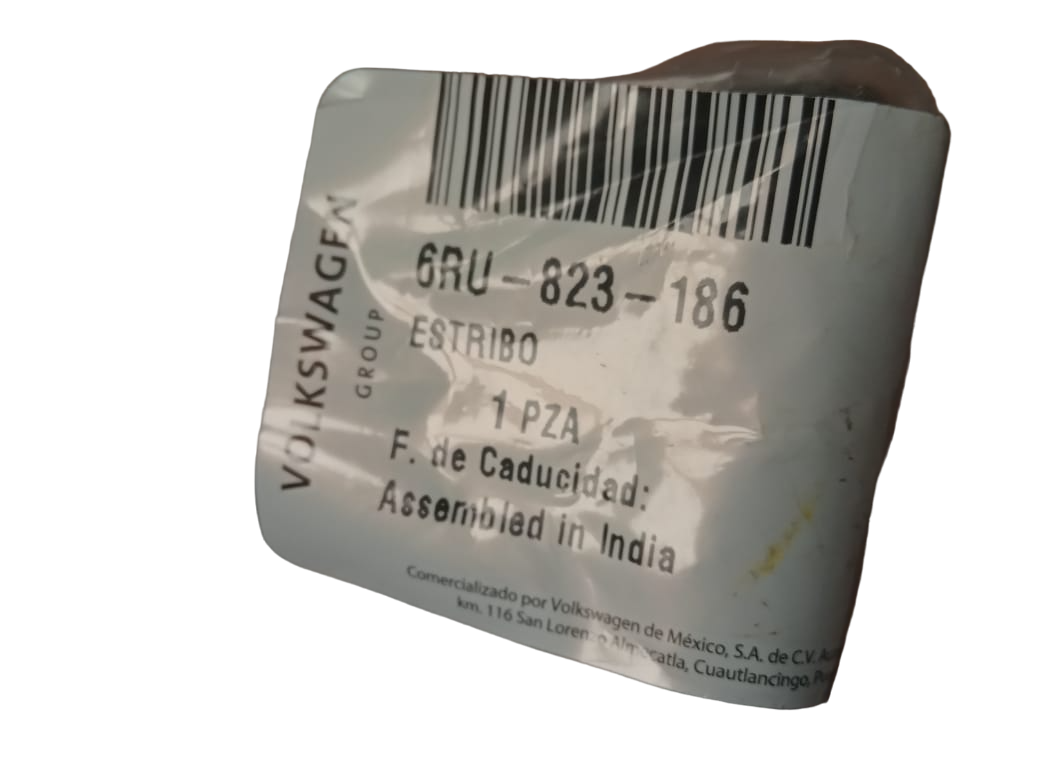 VOLKSWAGEN
GROUP
6RU-823-186
ESTRIBO
1 PZA
F. de Caducidad:
Assembled in India
Comercializado por Volkswagen de México, S.A. de C.V.
km. 116 San Lorenzo Almecatla, Cuautlancingo,